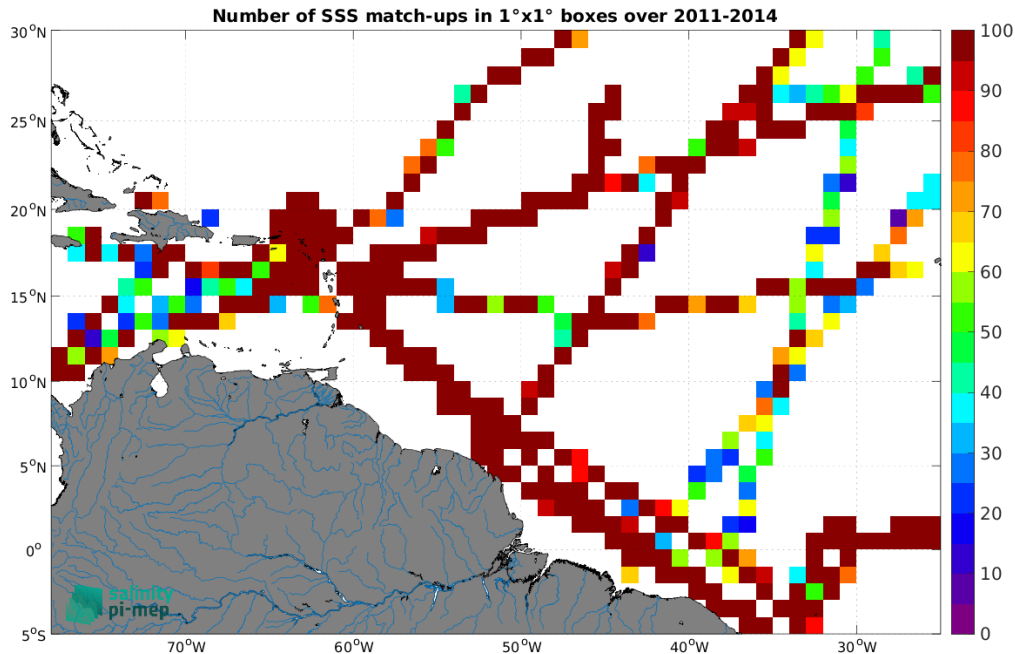 Number of SSS match-ups in 1°x1° boxes over 2011-2014
30°N
25°N
20°N
15°N
10°N
5°N
0°
5°S
70°W
60°W
50°W
40°W
30°W
100
90
80
70
60
50
40
30
20
10
0
salinity
pi-mep